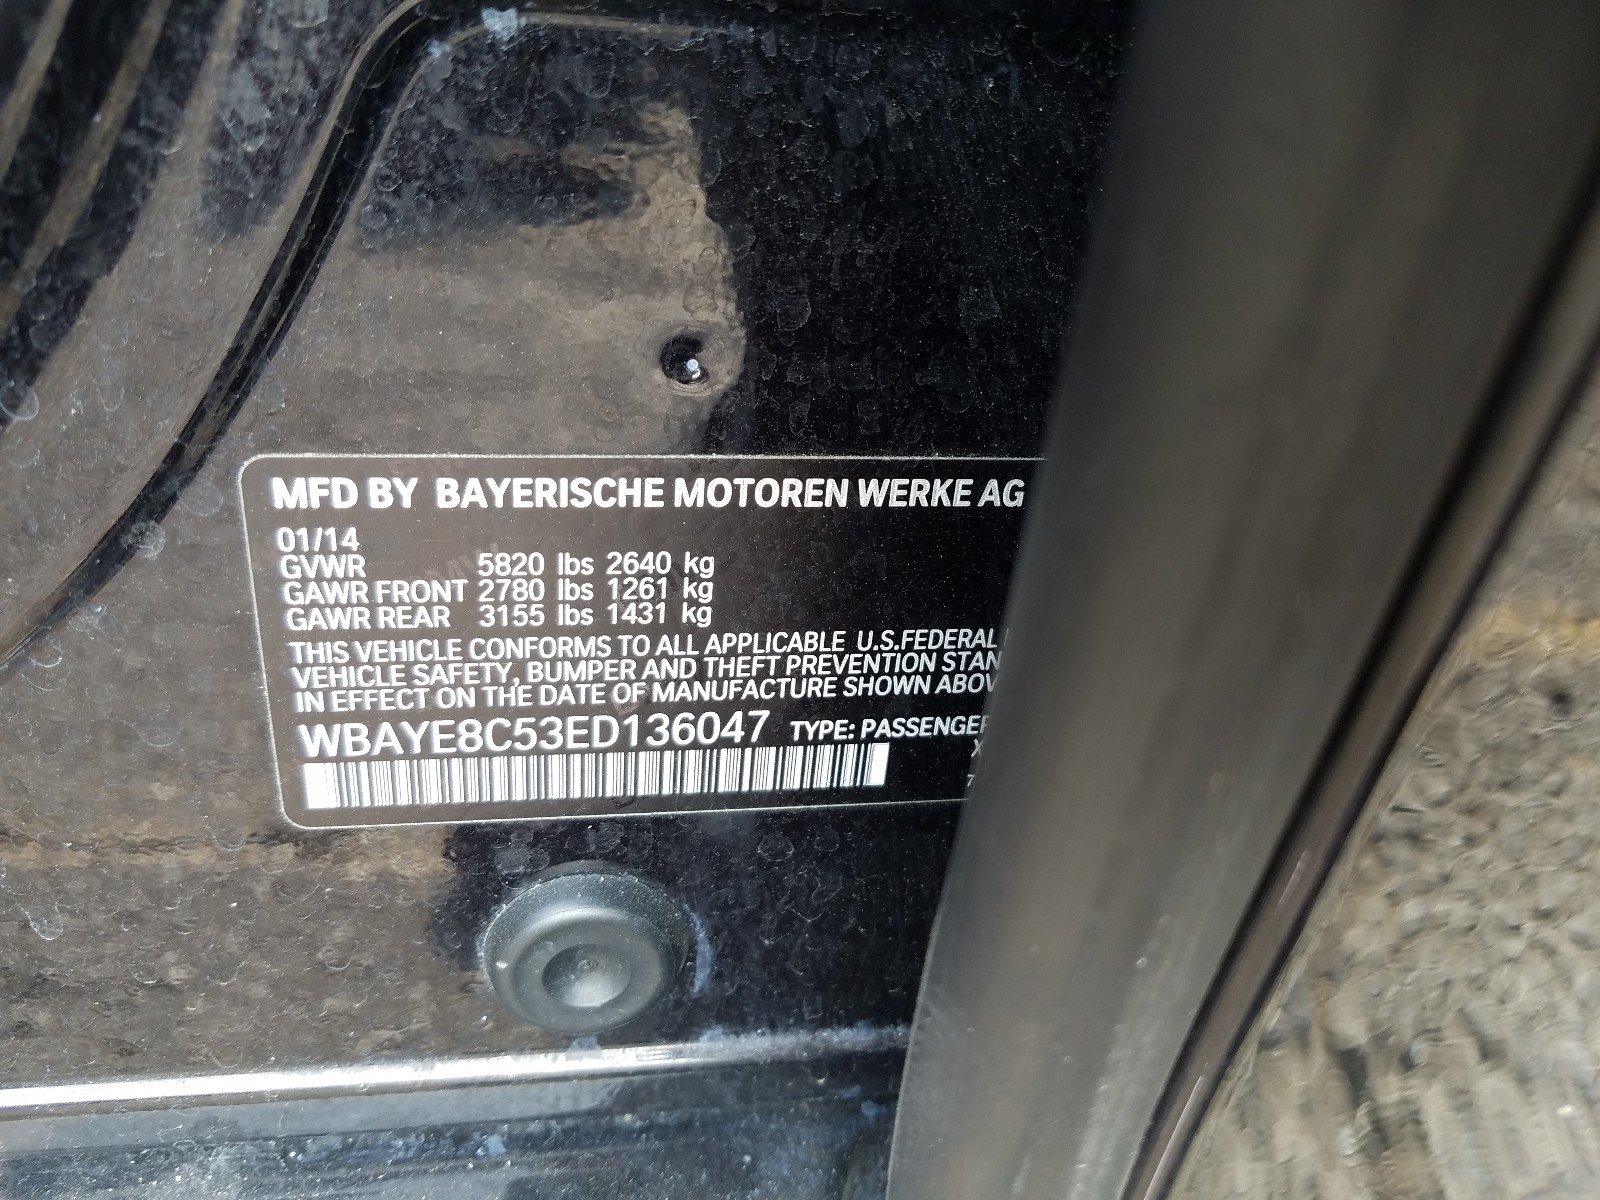 MFD BY BAYERISCHE MOTOREN WERKE AG
01/14
GVWR 5820 lbs 2640 kg
GAWR FRONT 2780 lbs 1261 kg
GAWR REAR 3155 lbs 1431 kg
THIS VEHICLE CONFORMS TO ALL APPLICABLE U.S.FEDERAL
VEHICLE SAFETY, BUMPER AND THEFT PREVENTION STAN
IN EFFECT ON THE DATE OF MANUFACTURE SHOWN ABOV
WBAYE8C53ED136047 TYPE: PASSENGER
X
7